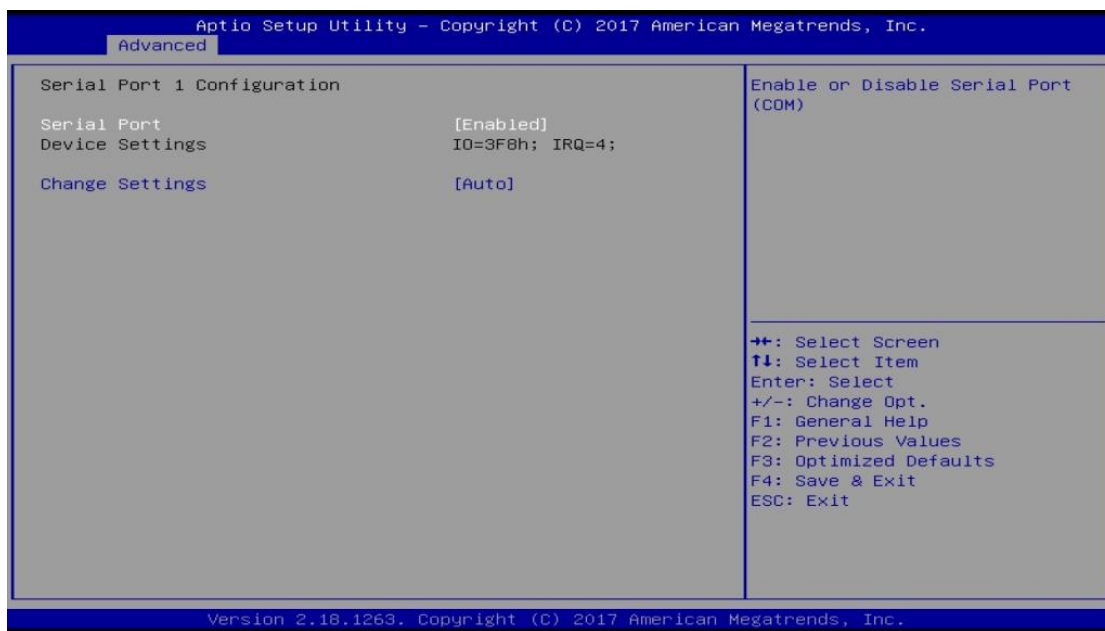 Aptio Setup Utility – Copyright (C) 2017 American Megatrends, Inc.
Advanced
Serial Port 1 Configuration
Serial Port [Enabled]
Device Settings IO=3F8h; IRQ=4;
Change Settings [Auto]
Enable or Disable Serial Port
(COM)
→←: Select Screen
↑↓: Select Item
Enter: Select
+/-: Change Opt.
F1: General Help
F2: Previous Values
F3: Optimized Defaults
F4: Save & Exit
ESC: Exit
Version 2.18.1263. Copyright (C) 2017 American Megatrends, Inc.